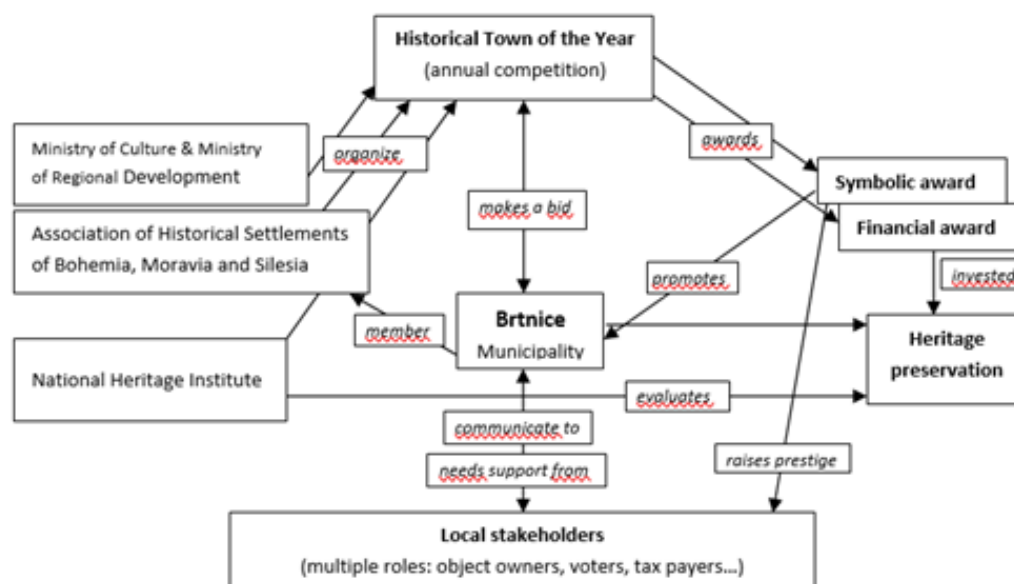 Historical Town of the Year
(annual competition)
Ministry of Culture & Ministry
of Regional Development
organize
awards
Symbolic award
Financial award
makes a bid
Association of Historical Settlements
of Bohemia, Moravia and Silesia
promotes
invested
member
Brtnice
Municipality
Heritage
preservation
National Heritage Institute
evaluates
communicate to
needs support from
raises prestige
Local stakeholders
(multiple roles: object owners, voters, tax payers...)